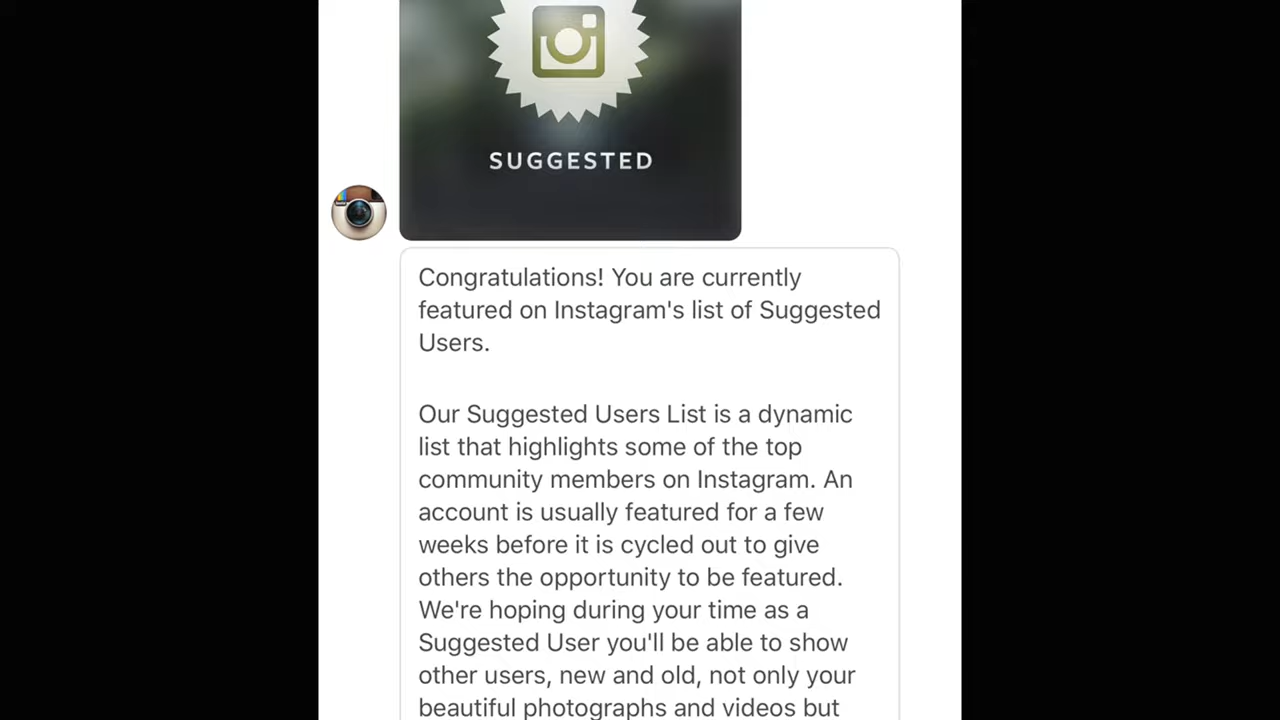 SUGGESTED
Congratulations! You are currently
featured on Instagram's list of Suggested
Users.
Our Suggested Users List is a dynamic
list that highlights some of the top
community members on Instagram. An
account is usually featured for a few
weeks before it is cycled out to give
others the opportunity to be featured.
We're hoping during your time as a
Suggested User you'll be able to show
other users, new and old, not only your
beautiful photographs and videos but